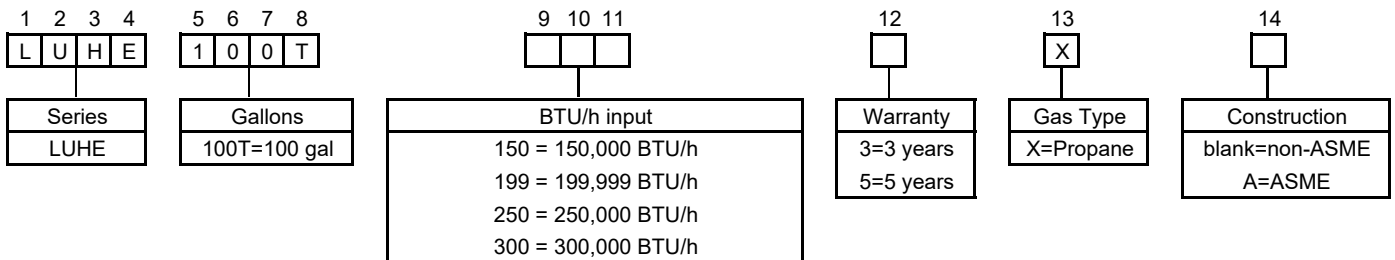 1 2 3 4 5 6 7 8 9 10 11 12 13 14
L U H E 1 0 0 T X
Series Gallons BTU/h input Warranty Gas Type Construction
LUHE 100T=100 gal 150 = 150,000 BTU/h 3=3 years X=Propane blank=non-ASME
199 = 199,999 BTU/h 5=5 years A=ASME
250 = 250,000 BTU/h
300 = 300,000 BTU/h